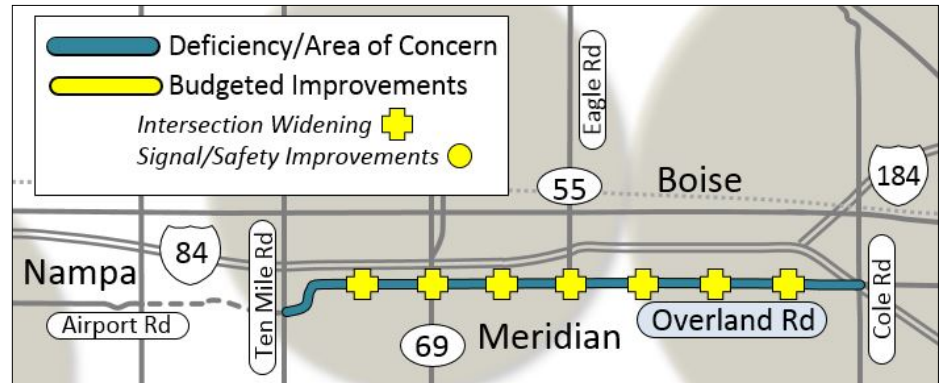 Deficiency/Area of Concern
Budgeted Improvements
Intersection Widening
Signal/Safety Improvements
Eagle Rd
55
Boise
184
84
Nampa
Ten Mile Rd
Airport Rd
69
Meridian
Overland Rd
Cole Rd